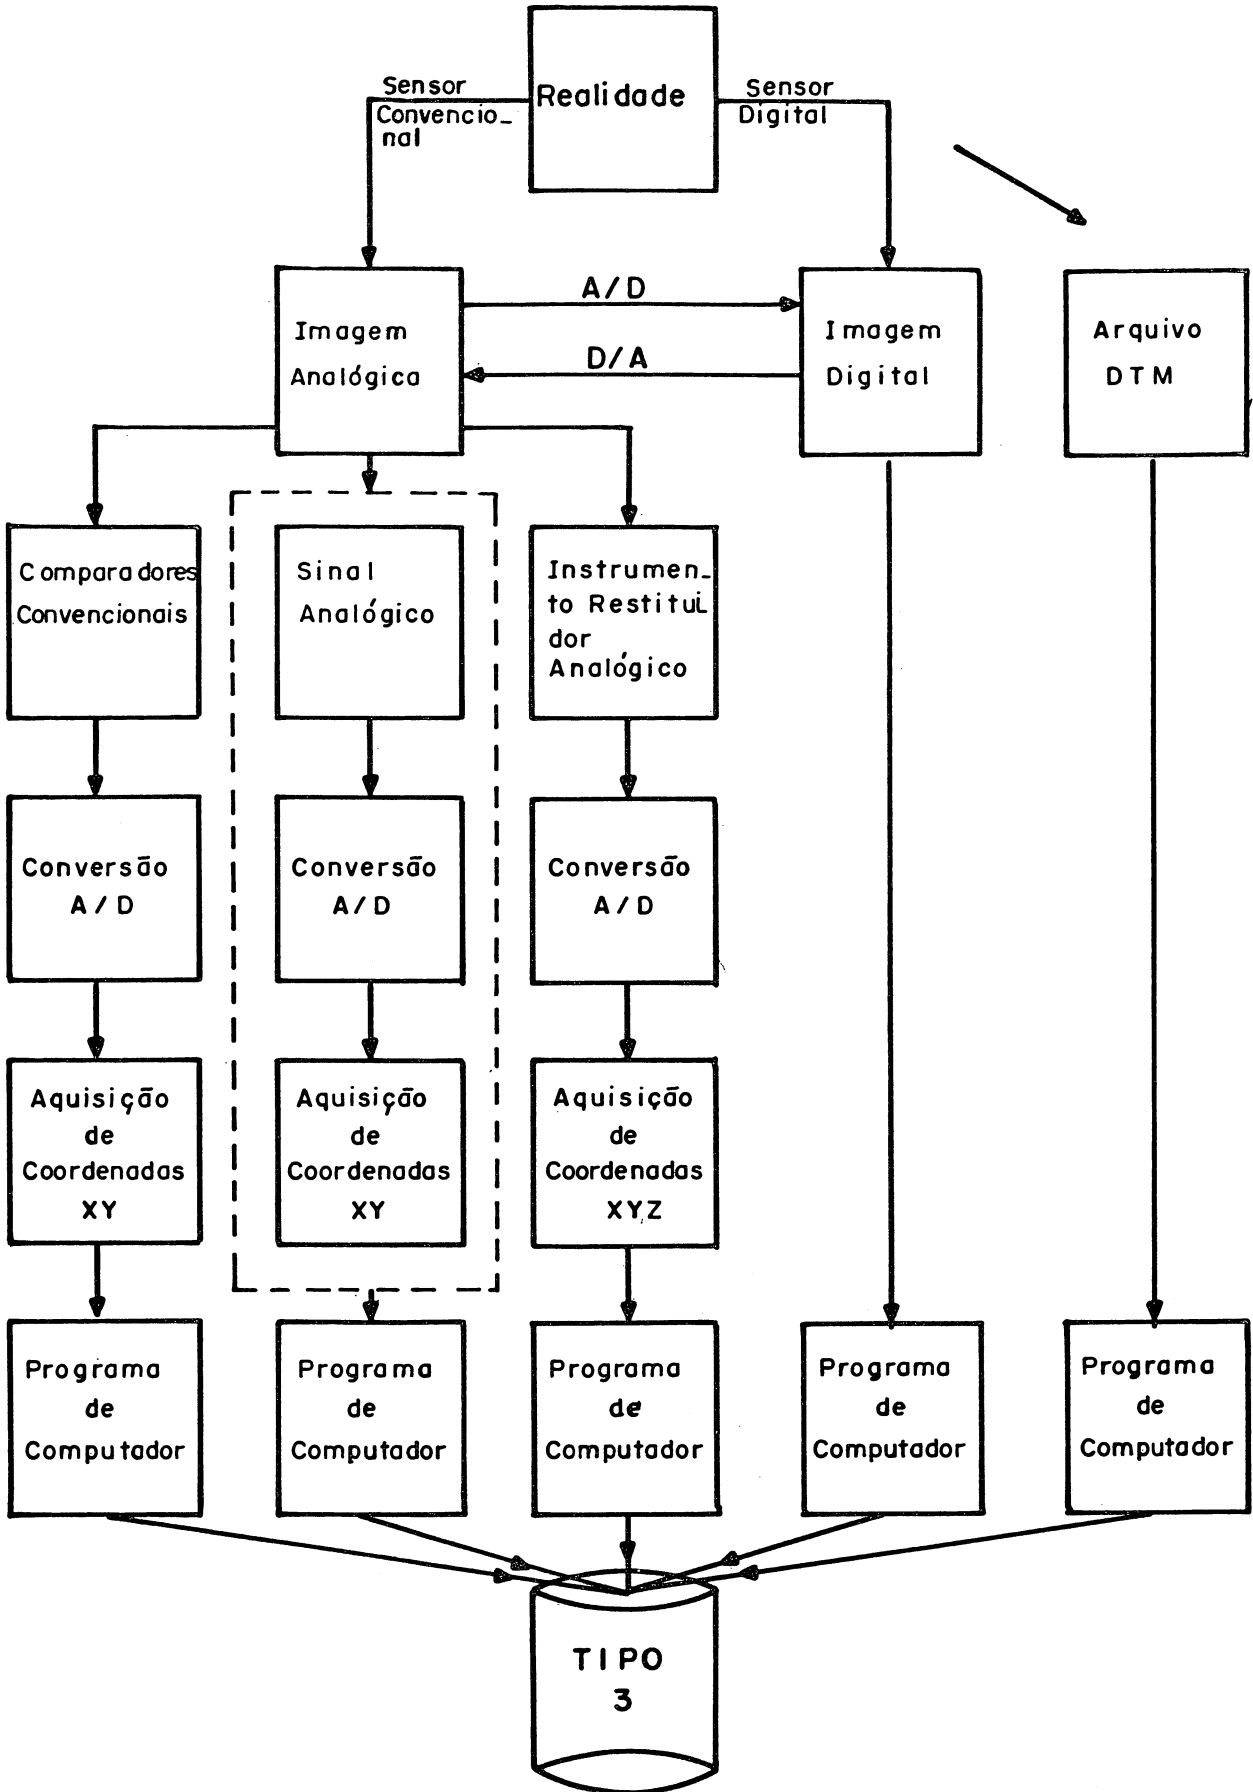 Realidade
Sensor
Convencio_
nal
Sensor
Digital
A/D
D/A
Imagem
Analógica
Imagem
Digital
Arquivo
DTM
Comparadores
Convencionais
Sinal
Analógico
Instrumen_
to Restitui
dor
Analógico
Conversão
A/D
Conversão
A/D
Conversão
A/D
Aquisição
de
Coordenadas
XY
Aquisição
de
Coordenadas
XY
Aquisição
de
Coordenadas
XYZ
Programa
de
Computador
Programa
de
Computador
Programa
de
Computador
Programa
de
Computador
Programa
de
Computador
TIPO
3